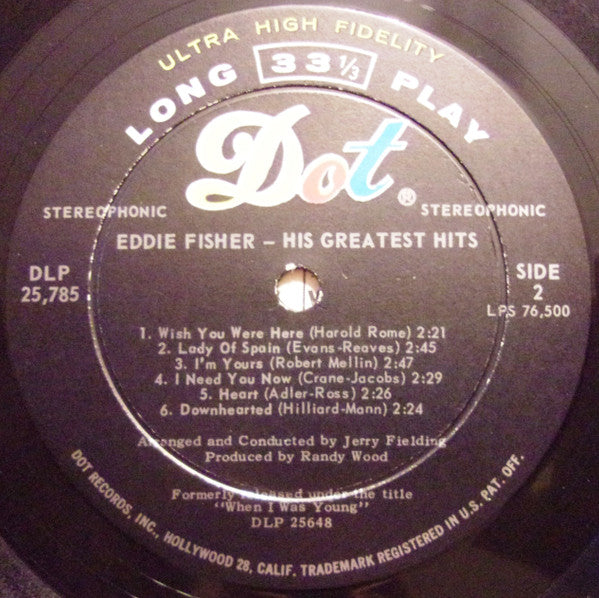 ULTRA HIGH FIDELITY
LONG 33 1/3 PLAY
Dot®
STEREOPHONIC STEREOPHONIC
EDDIE FISHER – HIS GREATEST HITS
DLP
25,785
SIDE
2
LPS 76,500
1. Wish You Were Here (Harold Rome) 2:21
2. Lady Of Spain (Evans-Reaves) 2:45
3. I'm Yours (Robert Mellin) 2:47
4. I Need You Now (Crane-Jacobs) 2:29
5. Heart (Adler-Ross) 2:26
6. Downhearted (Hilliard-Mann) 2:24
Arranged and Conducted by Jerry Fielding
Produced by Randy Wood
Formerly released under the title
"When I Was Young"
DLP 25648
DOT RECORDS, INC., HOLLYWOOD 28, CALIF. TRADEMARK REGISTERED IN U.S. PAT. OFF.